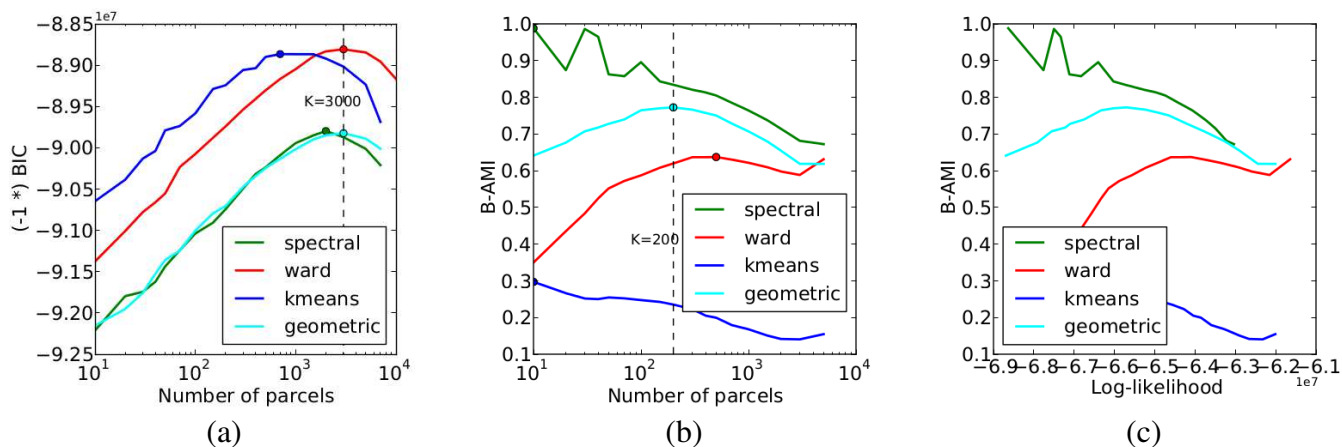 1e7
−8.85
−8.90
−8.95
−9.00
−9.05
−9.10
−9.15
−9.20
−9.25
(-1 *) BIC
K=3000
spectral
ward
kmeans
geometric
10^1 10^2 10^3 10^4
Number of parcels
(a)
1.0
0.9
0.8
0.7
0.6
0.5
0.4
0.3
0.2
0.1
B-AMI
K=200
spectral
ward
kmeans
geometric
10^1 10^2 10^3 10^4
Number of parcels
(b)
1.0
0.9
0.8
0.7
0.6
0.5
0.4
0.3
0.2
0.1
B-AMI
spectral
ward
kmeans
geometric
−6.9 −6.8 −6.7 −6.6 −6.5 −6.4 −6.3 −6.2 −6.1
1e7
Log-likelihood
(c)